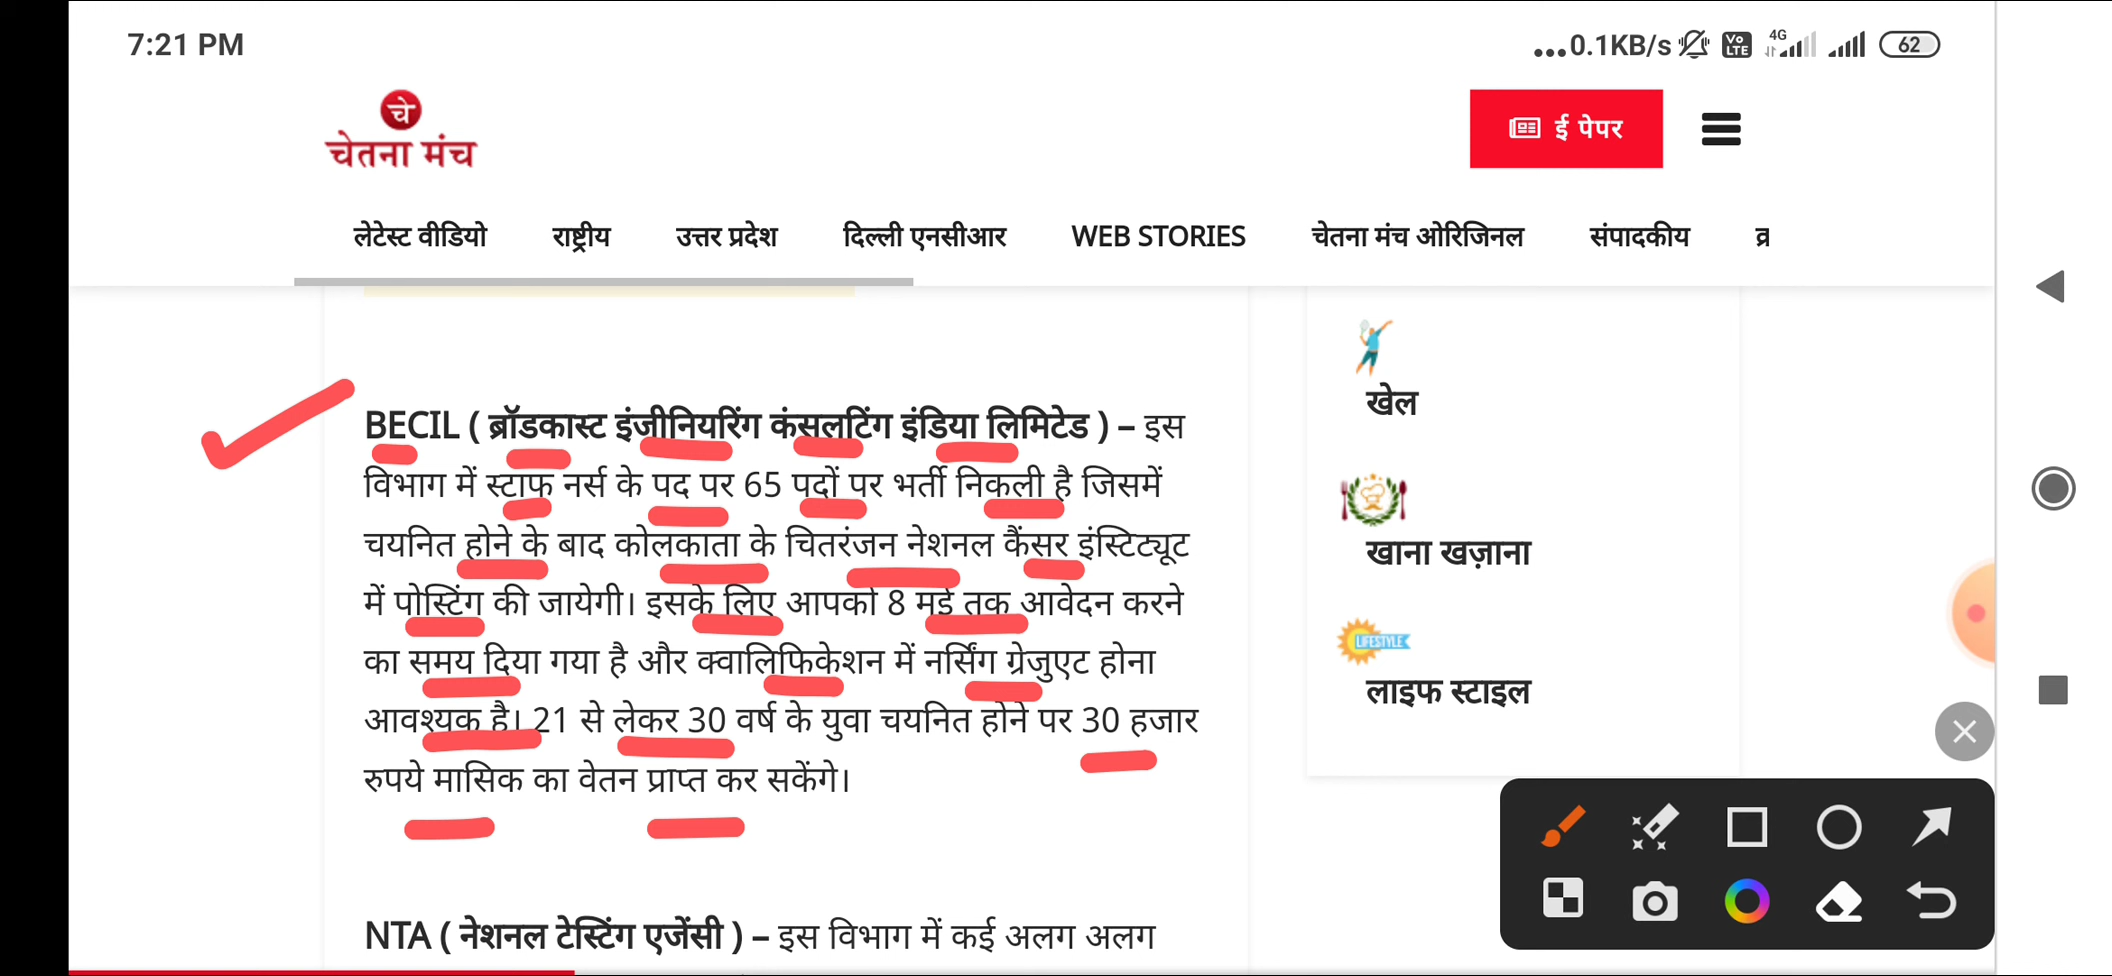 7:21 PM
...0.1KB/s Vo LTE 4G 62
चे
चेतना मंच
ई पेपर
लेटेस्ट वीडियो राष्ट्रीय उत्तर प्रदेश दिल्ली एनसीआर WEB STORIES चेतना मंच ओरिजिनल संपादकीय
BECIL ( ब्रॉडकास्ट इंजीनियरिंग कंसलटिंग इंडिया लिमिटेड ) – इस
विभाग में स्टाफ नर्स के पद पर 65 पदों पर भर्ती निकली है जिसमें
चयनित होने के बाद कोलकाता के चितरंजन नेशनल कैंसर इंस्टिट्यूट
में पोस्टिंग की जायेगी। इसके लिए आपको 8 मई तक आवेदन करने
का समय दिया गया है और क्वालिफिकेशन में नर्सिंग ग्रेजुएट होना
आवश्यक है। 21 से लेकर 30 वर्ष के युवा चयनित होने पर 30 हजार
रुपये मासिक का वेतन प्राप्त कर सकेंगे।
NTA ( नेशनल टेस्टिंग एजेंसी ) – इस विभाग में कई अलग अलग
खेल
खाना खज़ाना
LIFESTYLE
लाइफ स्टाइल